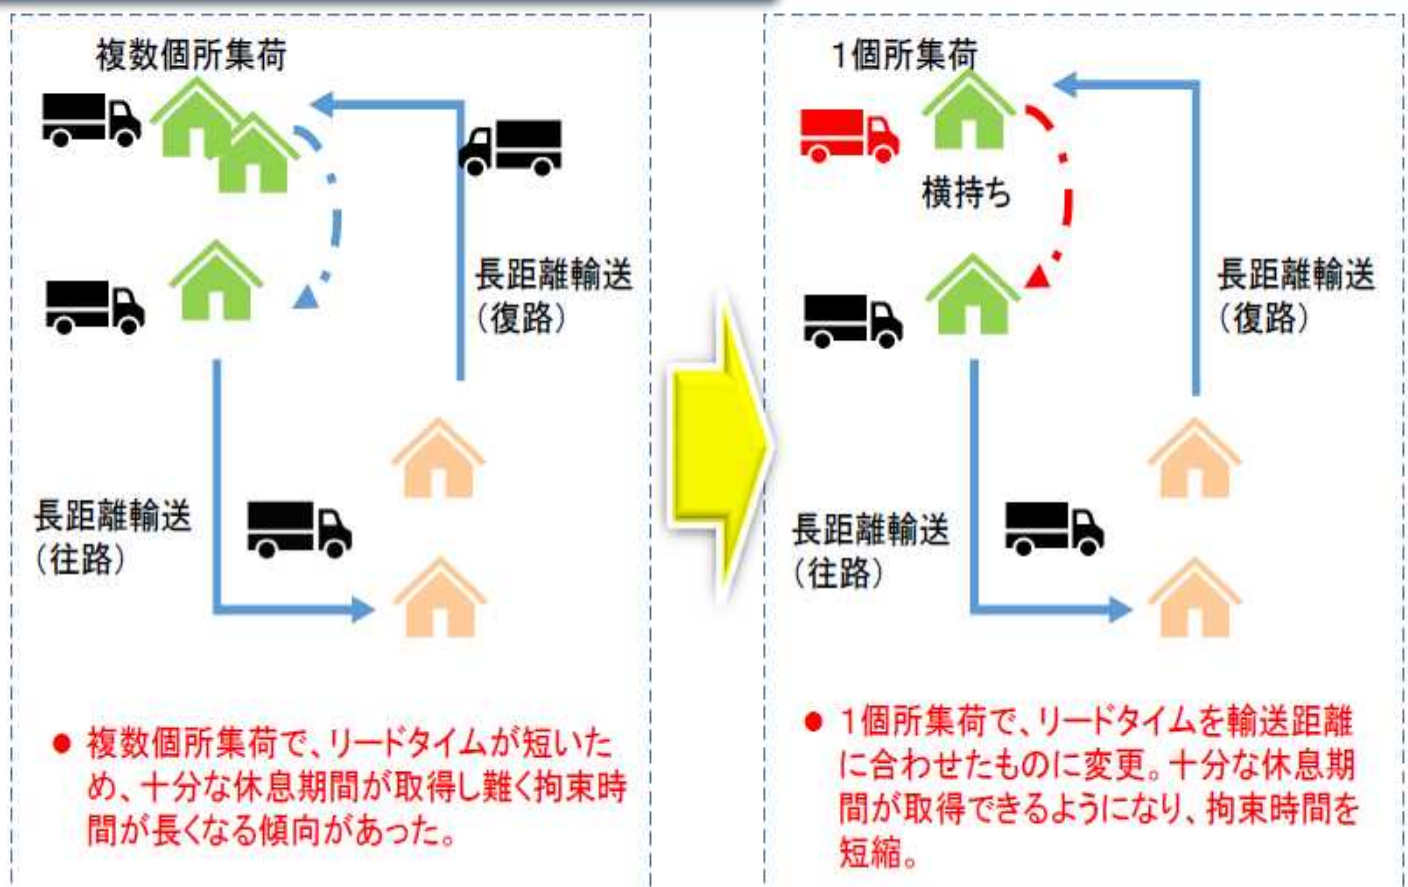 複数個所集荷
長距離輸送
（復路）
長距離輸送
（往路）
● 複数個所集荷で、リードタイムが短いた
め、十分な休息期間が取得し難く拘束時
間が長くなる傾向があった。
１個所集荷
横持ち
長距離輸送
（復路）
長距離輸送
（往路）
● １個所集荷で、リードタイムを輸送距離
に合わせたものに変更。十分な休息期
間が取得できるようになり、拘束時間を
短縮。